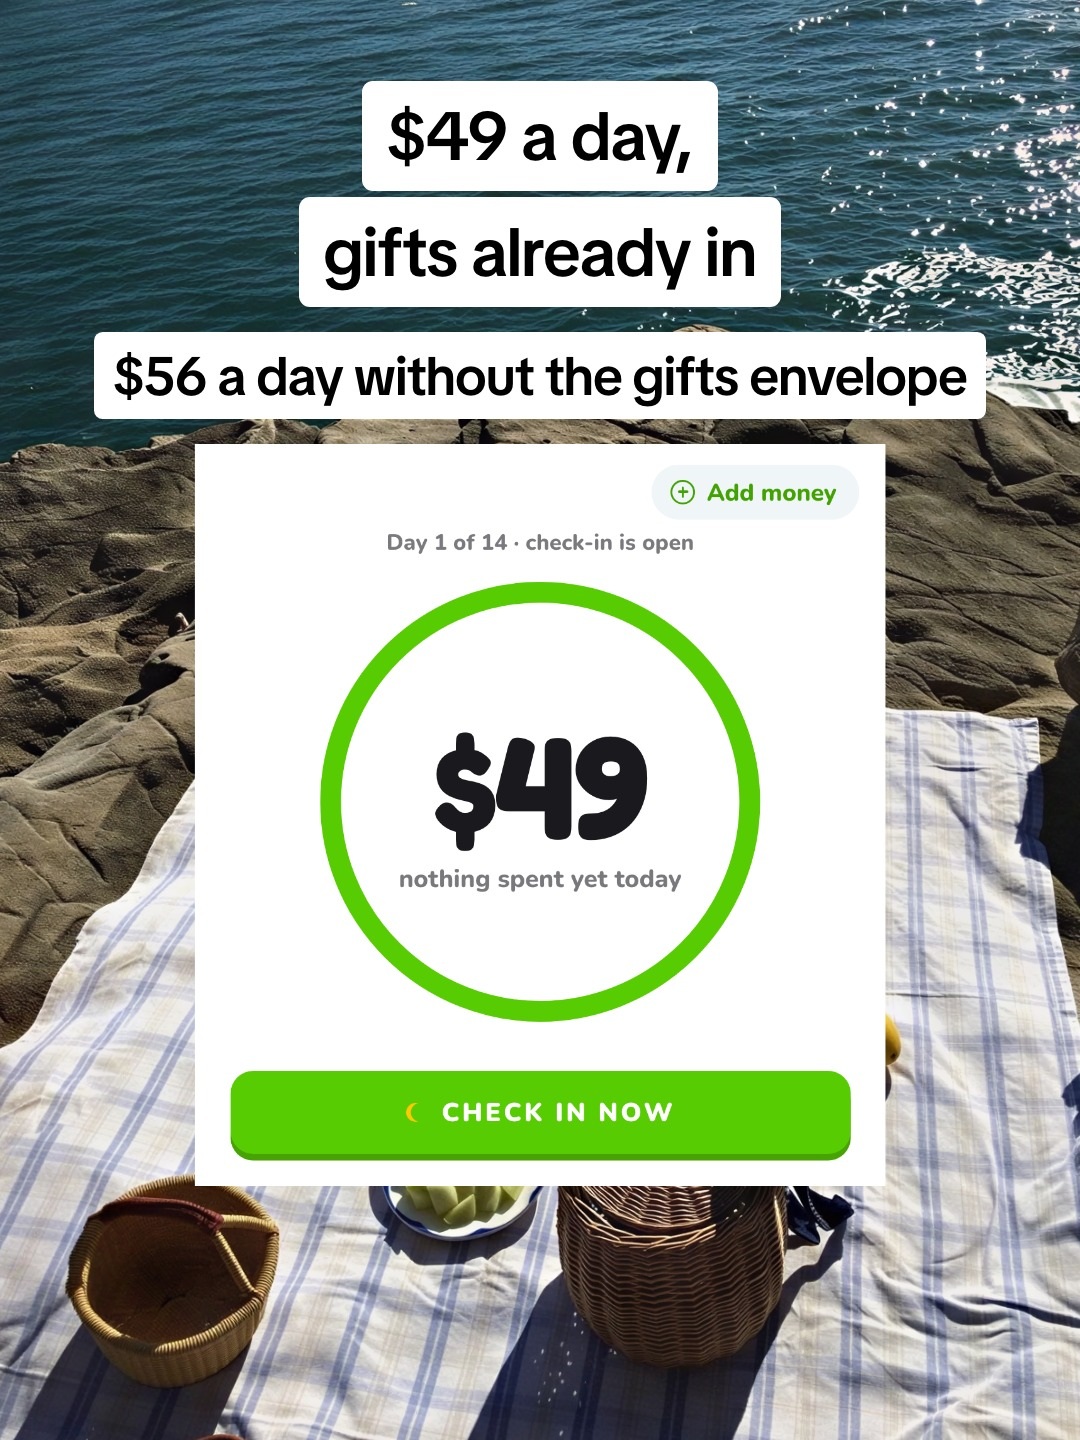 $49 a day,
gifts already in
$56 a day without the gifts envelope
Add money
Day 1 of 14 · check-in is open
$49
nothing spent yet today
CHECK IN NOW